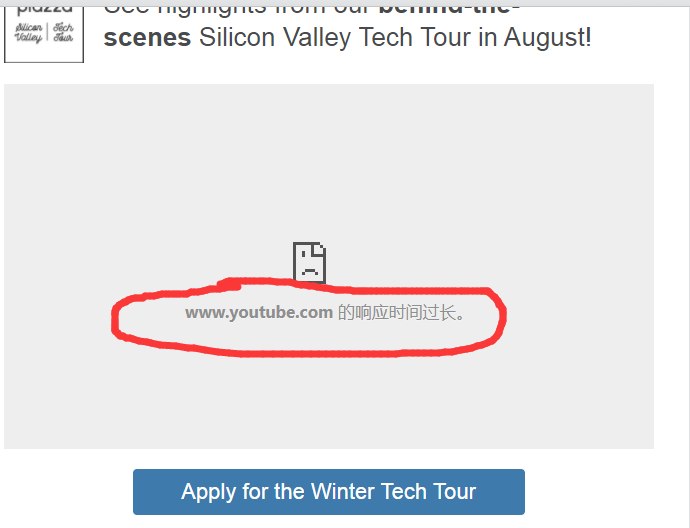 piazza
Silicon Valley | Tech Tour
See highlights from our behind-the-
scenes Silicon Valley Tech Tour in August!
www.youtube.com 的响应时间过长。
Apply for the Winter Tech Tour